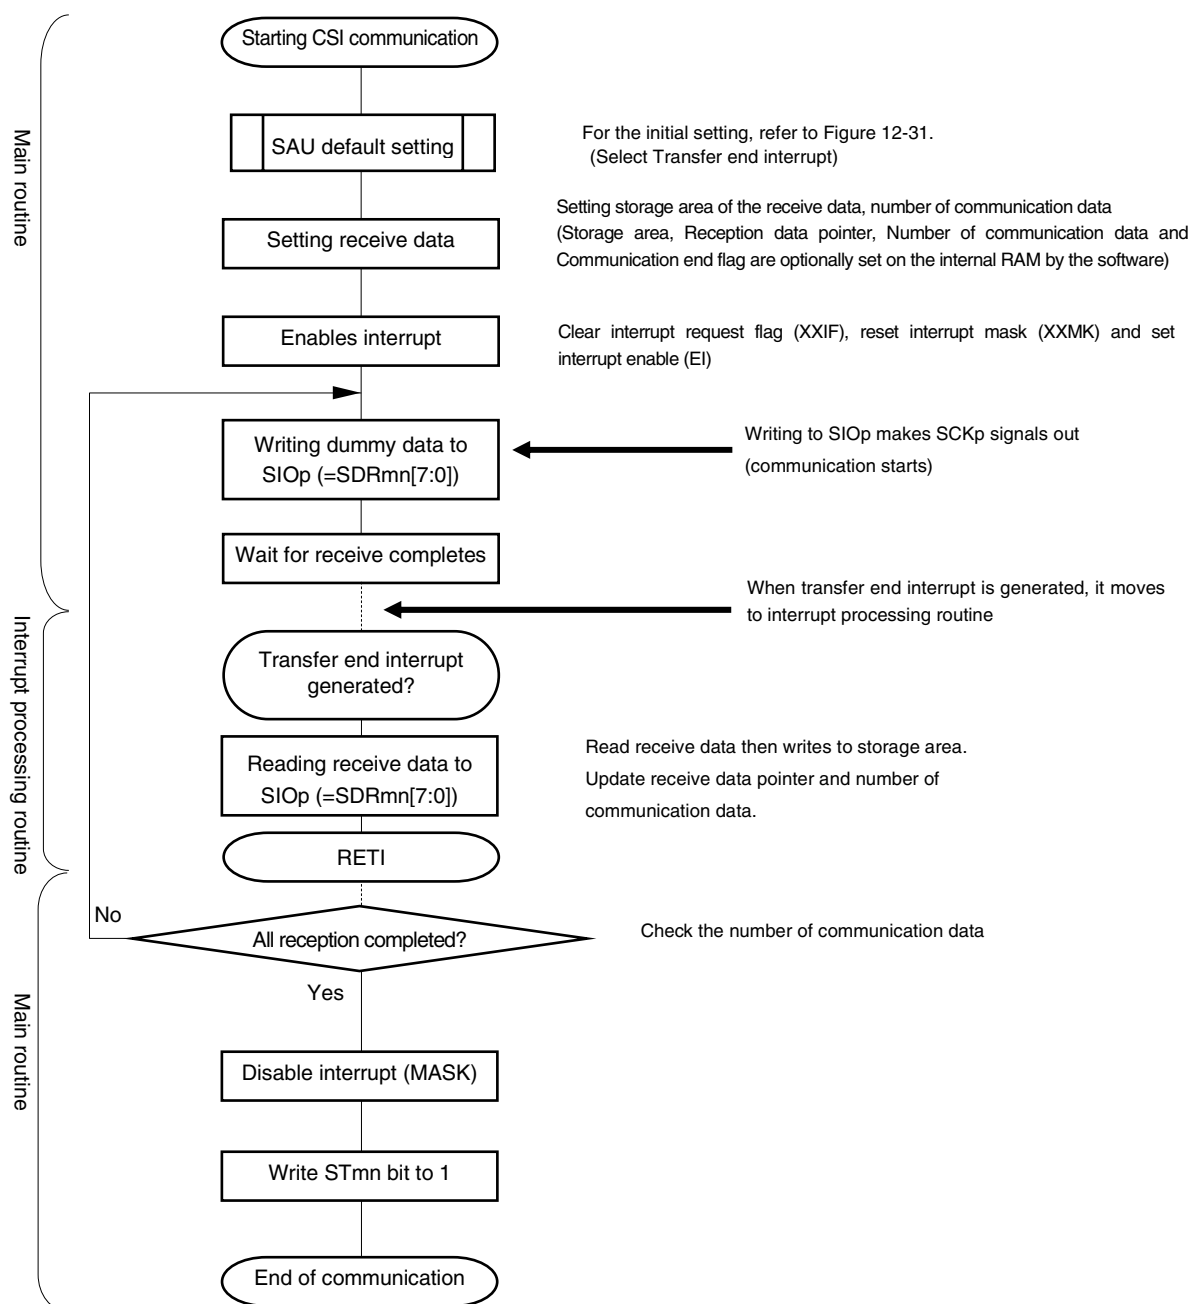 Starting CSI communication
Main routine
SAU default setting
For the initial setting, refer to Figure 12-31.
(Select Transfer end interrupt)
Setting receive data
Setting storage area of the receive data, number of communication data
(Storage area, Reception data pointer, Number of communication data and
Communication end flag are optionally set on the internal RAM by the software)
Enables interrupt
Clear interrupt request flag (XXIF), reset interrupt mask (XXMK) and set
interrupt enable (EI)
Writing dummy data to
SIOp (=SDRmn[7:0])
Writing to SIOp makes SCKp signals out
(communication starts)
Wait for receive completes
When transfer end interrupt is generated, it moves
to interrupt processing routine
Interrupt processing routine
Transfer end interrupt
generated?
Reading receive data to
SIOp (=SDRmn[7:0])
Read receive data then writes to storage area.
Update receive data pointer and number of
communication data.
RETI
No
All reception completed?
Check the number of communication data
Yes
Main routine
Disable interrupt (MASK)
Write STmn bit to 1
End of communication